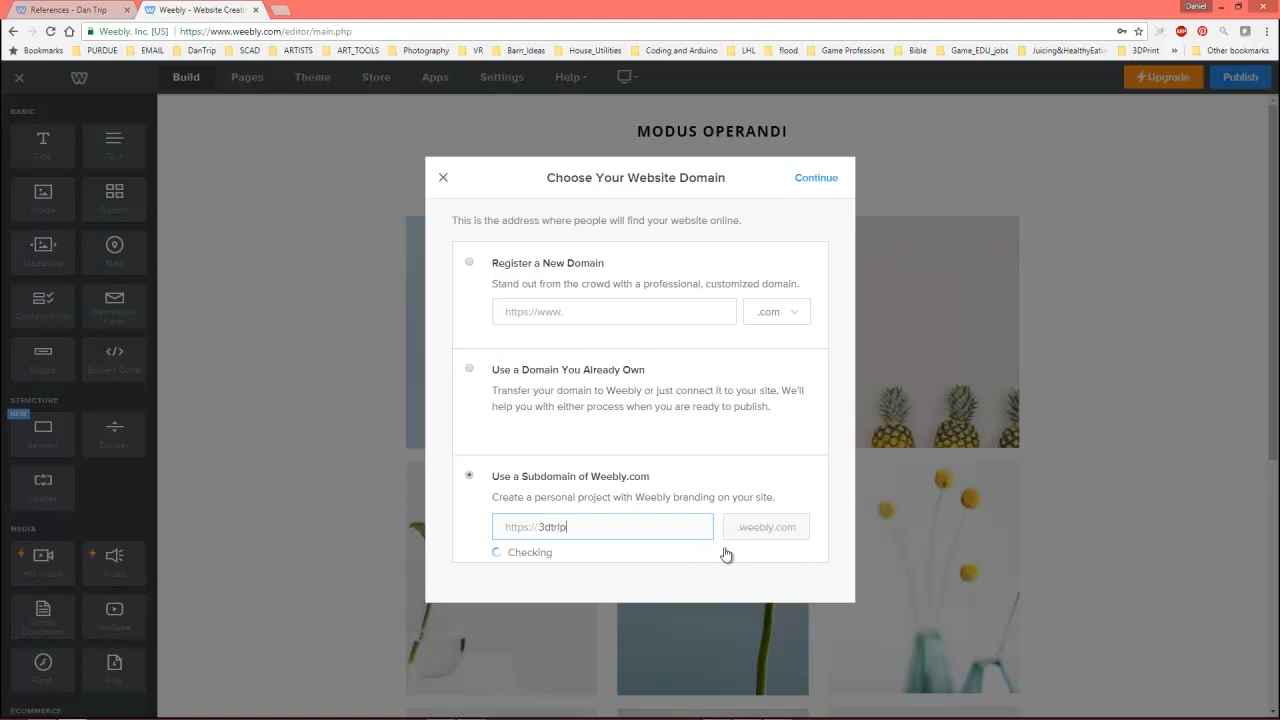 References - Dan Trip
Weebly - Website Creati
Daniel
Weebly, Inc. [US]
https://www.weebly.com/editor/main.php
Bookmarks PURDUE EMAIL DanTrip SCAD ARTISTS ART_TOOLS Photography VR Barn_Ideas House_Utilities Coding and Arduino LHL flood Game Professions Bible Game_EDU_jobs Juicing&HealthyEatin 3DPrint » Other bookmarks
Build Pages Theme Store Apps Settings Help Upgrade Publish
BASIC
Title Text
Image Gallery
Slideshow Map
Contact Form Newsletter Form
Button Embed Code
STRUCTURE
NEW
Section Divider
Spacer
MEDIA
HD Video Audio
Document YouTube
File
ECOMMERCE
MODUS OPERANDI
Choose Your Website Domain
Continue
This is the address where people will find your website online.
Register a New Domain
Stand out from the crowd with a professional, customized domain.
https://www. .com
Use a Domain You Already Own
Transfer your domain to Weebly or just connect it to your site. We'll
help you with either process when you are ready to publish.
Use a Subdomain of Weebly.com
Create a personal project with Weebly branding on your site.
https://3dtrip .weebly.com
Checking